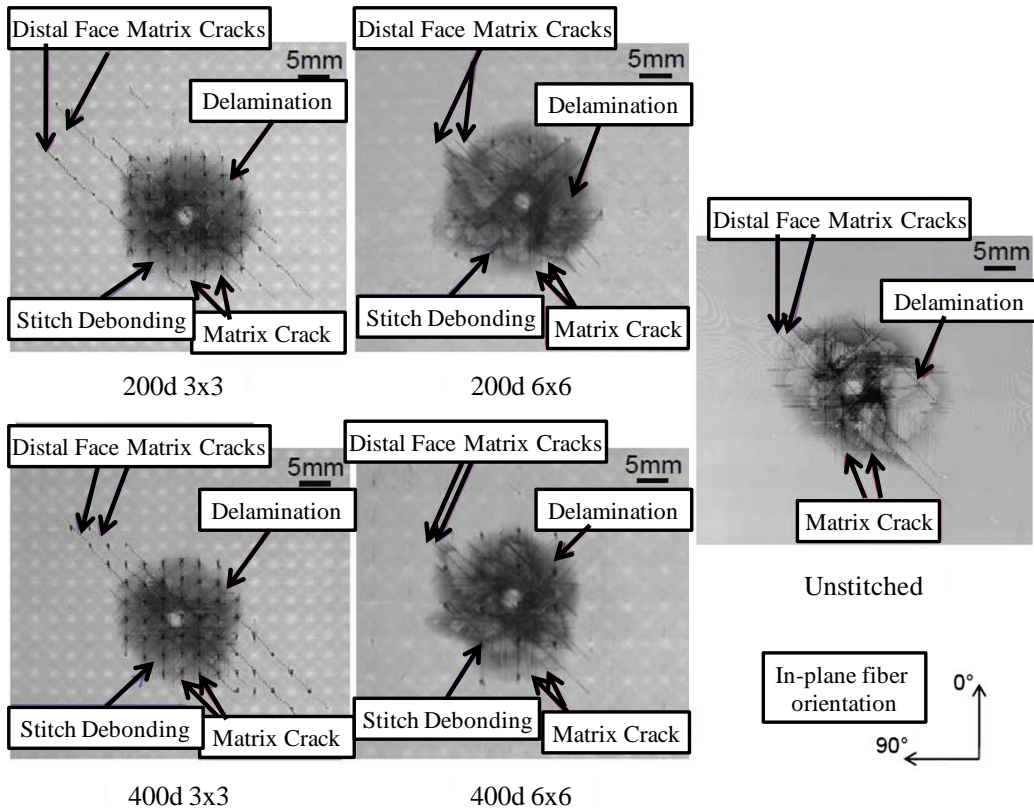 Distal Face Matrix Cracks
5mm
Delamination
Stitch Debonding
Matrix Crack
200d 3x3
Distal Face Matrix Cracks
5mm
Delamination
Stitch Debonding
Matrix Crack
200d 6x6
Distal Face Matrix Cracks
5mm
Delamination
Matrix Crack
Unstitched
Distal Face Matrix Cracks
5mm
Delamination
Stitch Debonding
Matrix Crack
400d 3x3
Distal Face Matrix Cracks
5mm
Delamination
Stitch Debonding
Matrix Crack
400d 6x6
In-plane fiber
orientation
0°
90°